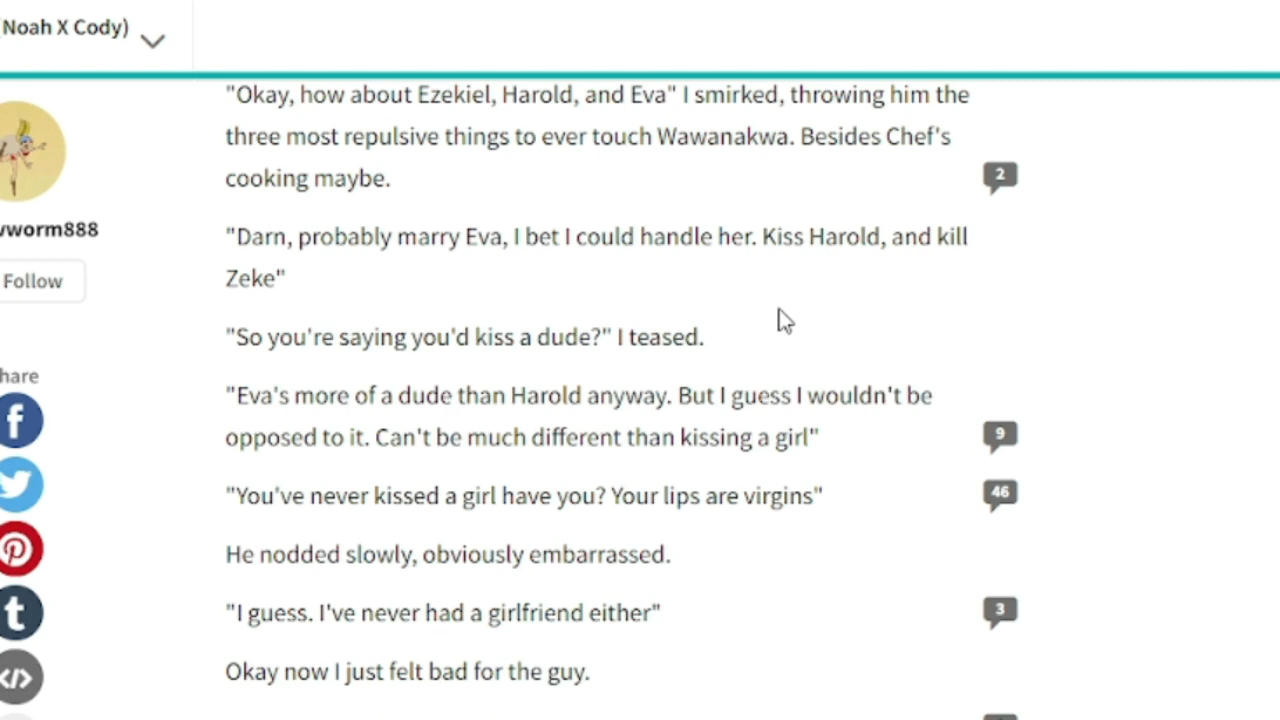 (Noah X Cody)
"Okay, how about Ezekiel, Harold, and Eva" I smirked, throwing him the
three most repulsive things to ever touch Wawanakwa. Besides Chef's
cooking maybe.
2
"Darn, probably marry Eva, I bet I could handle her. Kiss Harold, and kill
Zeke"
"So you're saying you'd kiss a dude?" I teased.
"Eva's more of a dude than Harold anyway. But I guess I wouldn't be
opposed to it. Can't be much different than kissing a girl"
9
"You've never kissed a girl have you? Your lips are virgins"
46
He nodded slowly, obviously embarrassed.
"I guess. I've never had a girlfriend either"
3
Okay now I just felt bad for the guy.
worm888
Follow
hare
f
t
</>